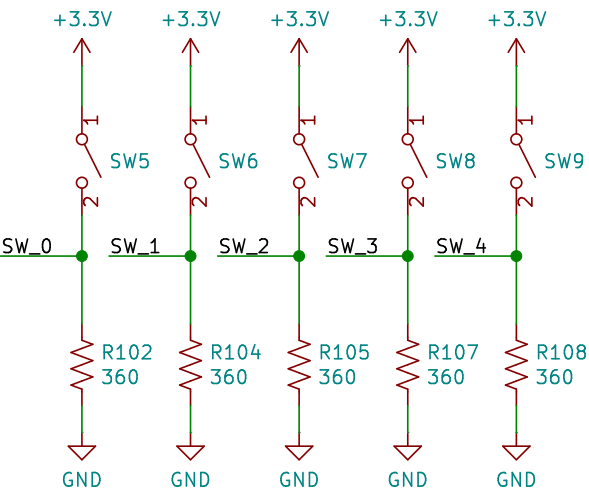 +3.3V +3.3V +3.3V +3.3V +3.3V
1 1 1 1 1
SW5 SW6 SW7 SW8 SW9
2 2 2 2 2
SW_0 SW_1 SW_2 SW_3 SW_4
R102 R104 R105 R107 R108
360 360 360 360 360
GND GND GND GND GND